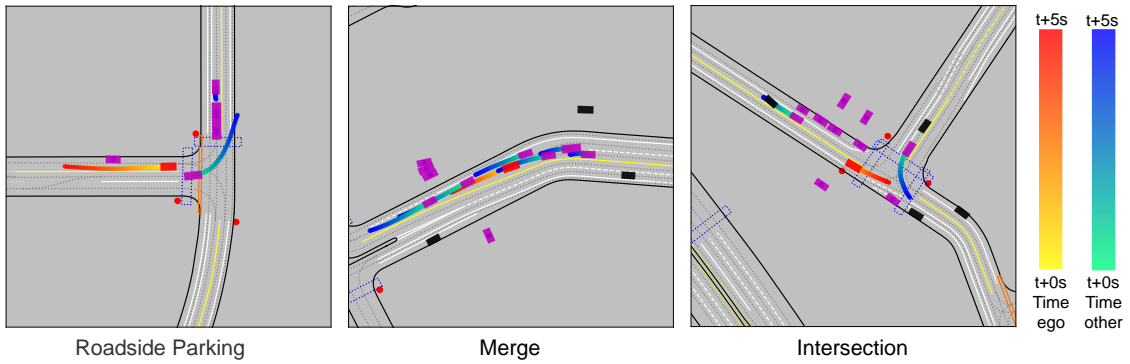 t+5s t+5s
t+0s t+0s
Time Time
ego other
Roadside Parking Merge Intersection